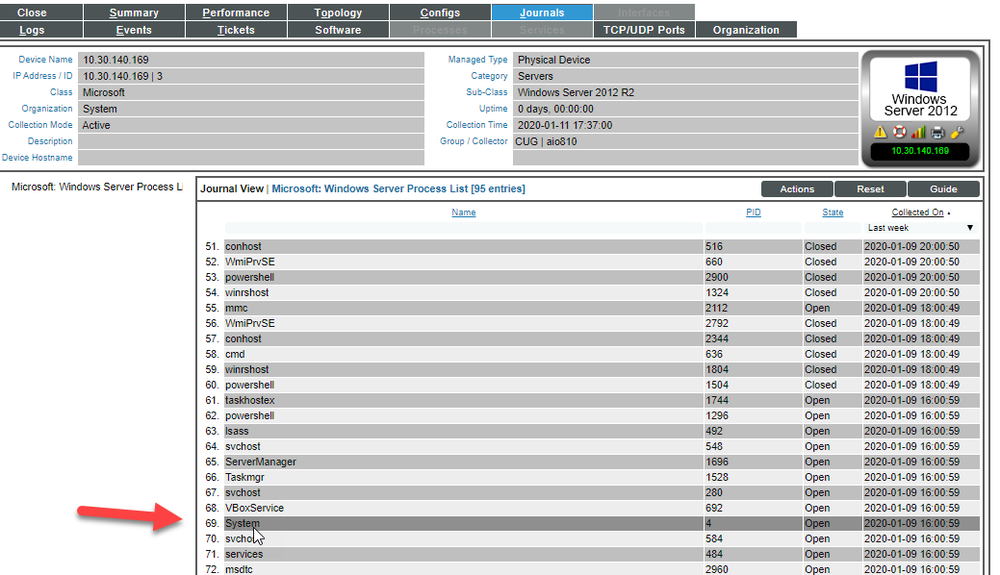 Close Summary Performance Topology Configs Journals Interfaces
Logs Events Tickets Software Processes Services TCP/UDP Ports Organization
Device Name 10.30.140.169 Managed Type Physical Device
IP Address / ID 10.30.140.169 | 3 Category Servers
Class Microsoft Sub-Class Windows Server 2012 R2
Organization System Uptime 0 days, 00:00:00
Collection Mode Active Collection Time 2020-01-11 17:37:00
Description Group / Collector CUG | aio810
Device Hostname
Windows
Server 2012
10.30.140.169
Microsoft: Windows Server Process Li
Journal View | Microsoft: Windows Server Process List [95 entries] Actions Reset Guide
Name PID State Collected On
Last week
51. conhost 516 Closed 2020-01-09 20:00:50
52. WmiPrvSE 660 Closed 2020-01-09 20:00:50
53. powershell 2900 Closed 2020-01-09 20:00:50
54. winrshost 1324 Closed 2020-01-09 20:00:50
55. mmc 2112 Open 2020-01-09 18:00:49
56. WmiPrvSE 2792 Closed 2020-01-09 18:00:49
57. conhost 2344 Closed 2020-01-09 18:00:49
58. cmd 636 Closed 2020-01-09 18:00:49
59. winrshost 1804 Closed 2020-01-09 18:00:49
60. powershell 1504 Closed 2020-01-09 18:00:49
61. taskhostex 1744 Open 2020-01-09 16:00:59
62. powershell 1296 Open 2020-01-09 16:00:59
63. lsass 492 Open 2020-01-09 16:00:59
64. svchost 548 Open 2020-01-09 16:00:59
65. ServerManager 1696 Open 2020-01-09 16:00:59
66. Taskmgr 1528 Open 2020-01-09 16:00:59
67. svchost 280 Open 2020-01-09 16:00:59
68. VBoxService 692 Open 2020-01-09 16:00:59
69. System 4 Open 2020-01-09 16:00:59
70. svchost 584 Open 2020-01-09 16:00:59
71. services 484 Open 2020-01-09 16:00:59
72. msdtc 2960 Open 2020-01-09 16:00:59